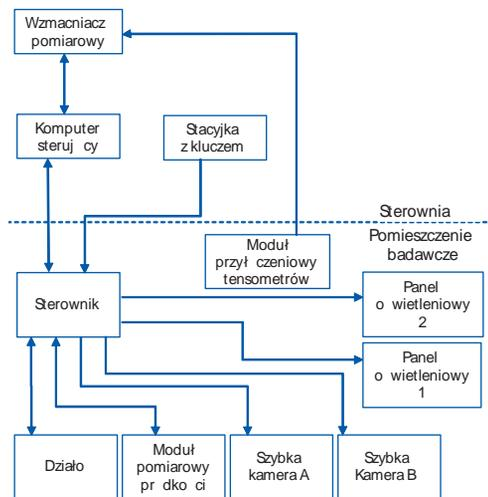 Wzmacniacz
pomiarowy
Komputer
steruj cy
Stacyjka
z kluczem
Sterownia
Pomieszczenie
badawcze
Moduł
przył czeniowy
tensometrów
Sterownik
Panel
o wietleniowy
2
Panel
o wietleniowy
1
Działo
Moduł
pomiarowy
pr dko ci
Szybka
kamera A
Szybka
Kamera B